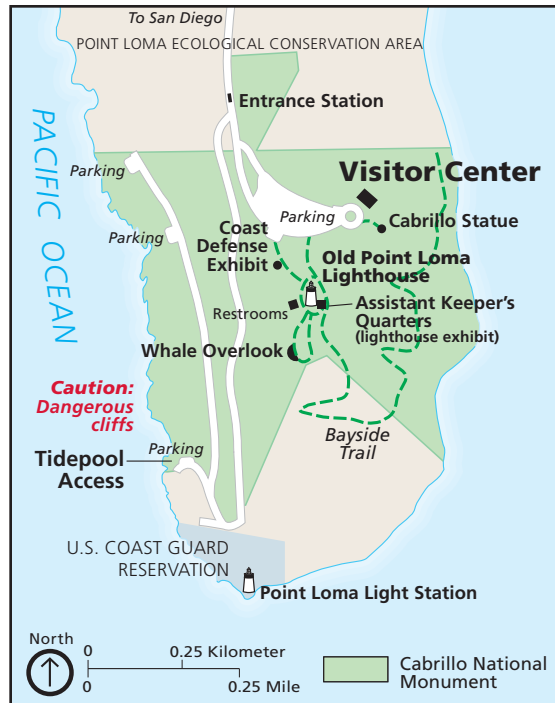 To San Diego
POINT LOMA ECOLOGICAL CONSERVATION AREA
Entrance Station
PACIFIC OCEAN
Parking
Visitor Center
Parking
Cabrillo Statue
Parking
Coast
Defense
Exhibit
Old Point Loma
Lighthouse
Restrooms
Assistant Keeper's
Quarters
(lighthouse exhibit)
Whale Overlook
Caution:
Dangerous
cliffs
Bayside
Trail
Parking
Tidepool
Access
U.S. COAST GUARD
RESERVATION
Point Loma Light Station
North
0
0.25 Kilometer
0
0.25 Mile
Cabrillo National
Monument